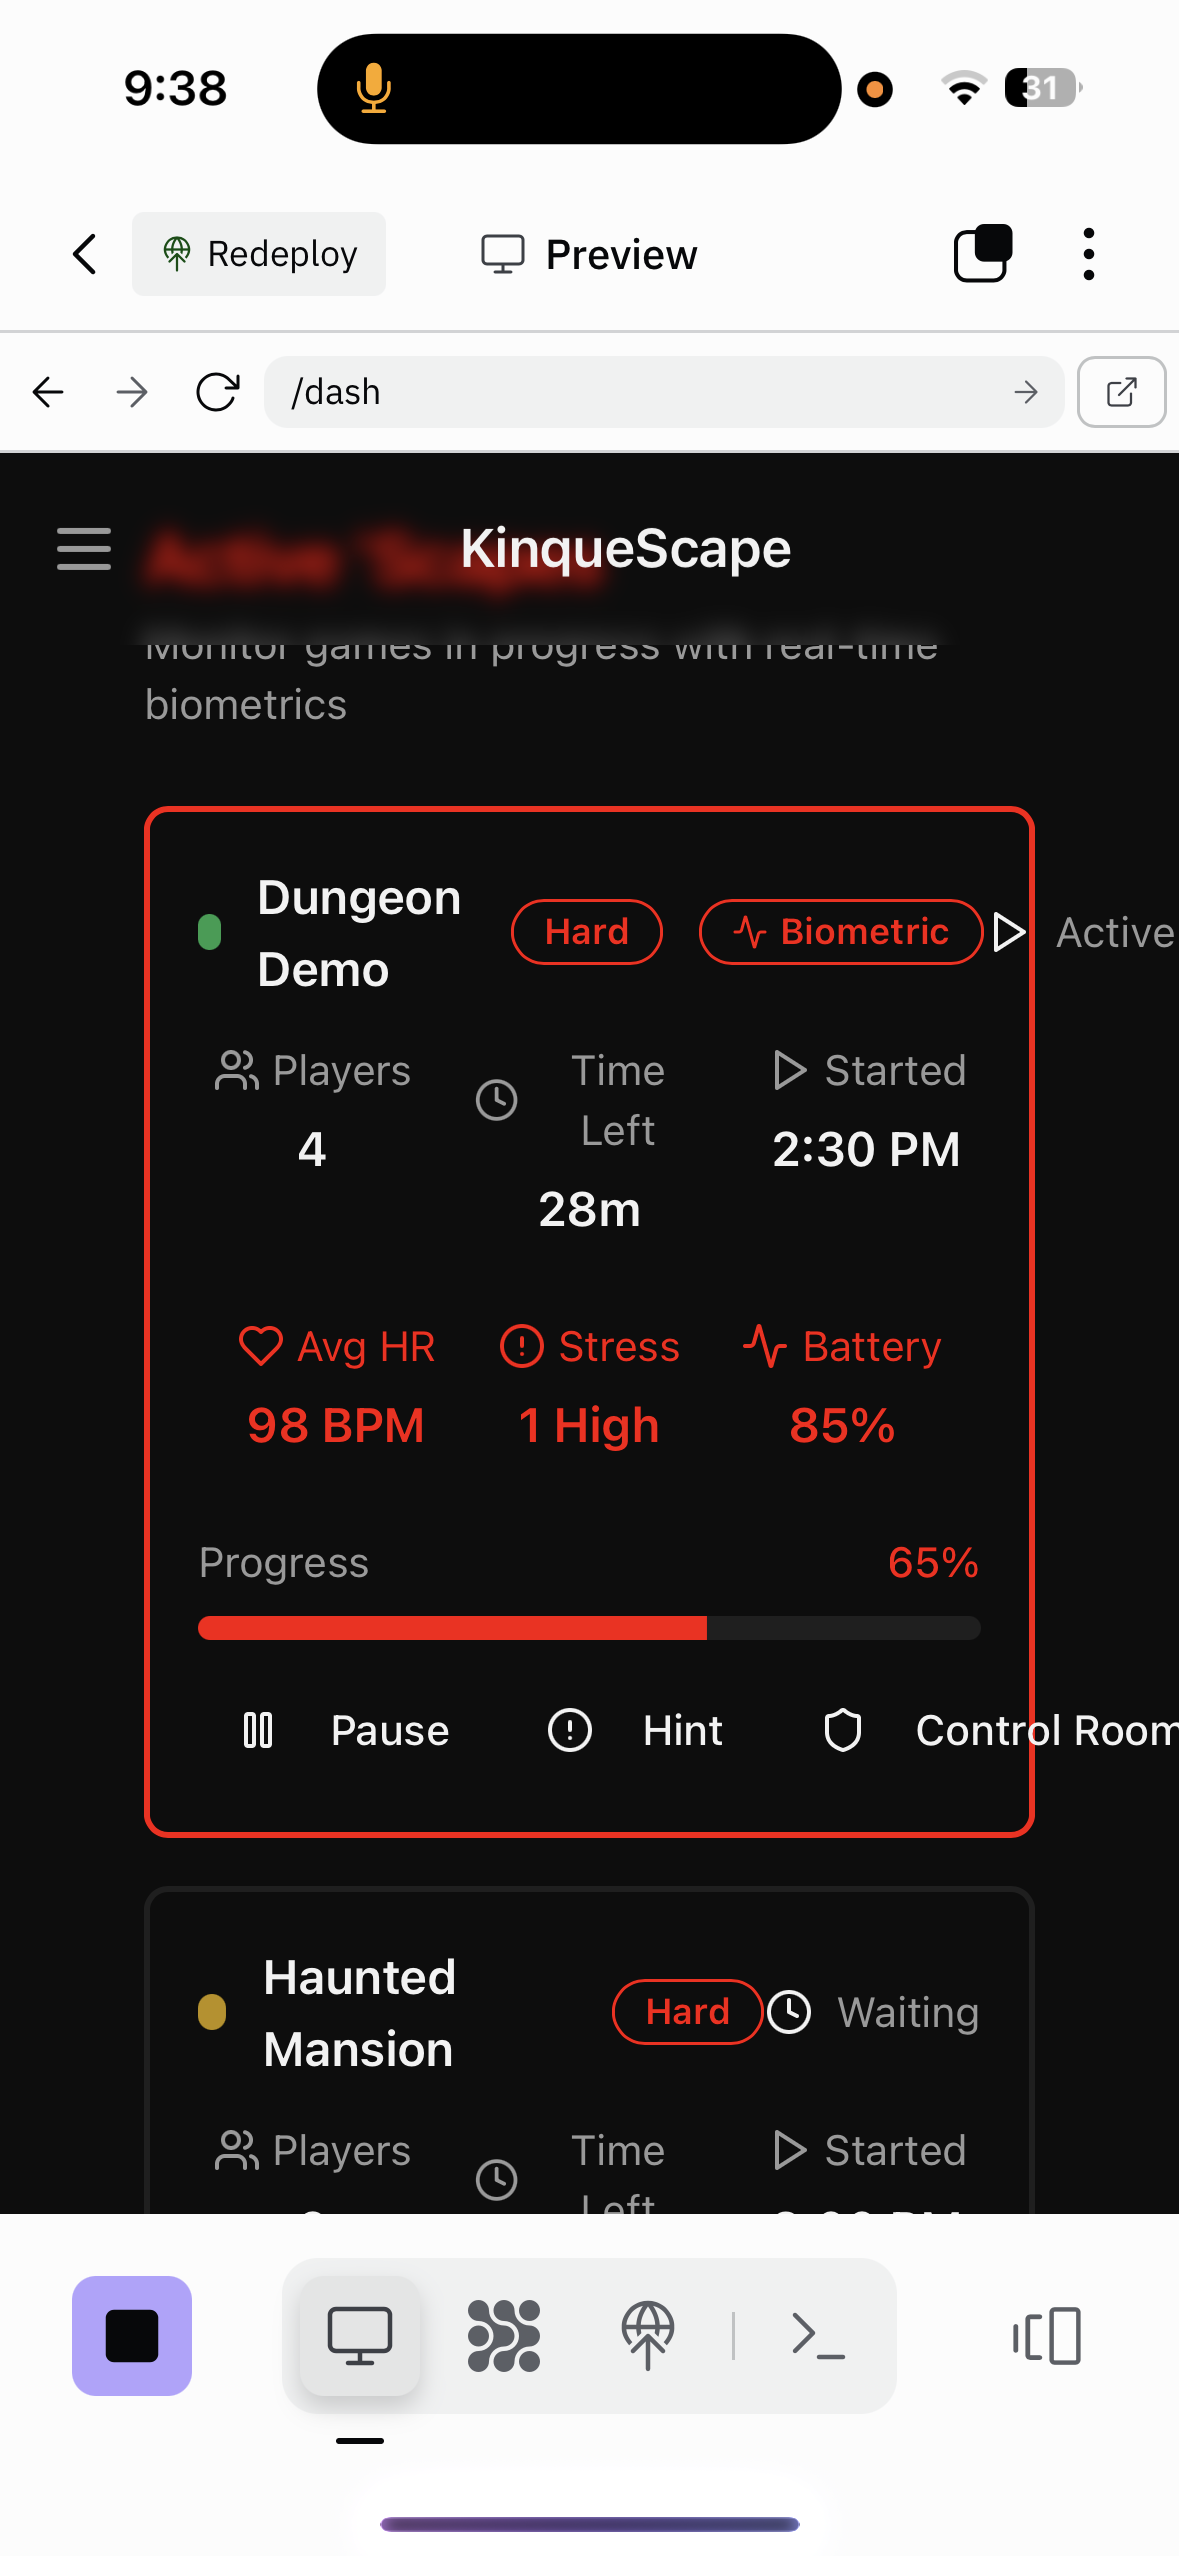 9:38
31
Redeploy
Preview
/dash
Active 'Scapes
KinqueScape
Monitor games in progress with real-time
biometrics
Dungeon
Demo
Hard
Biometric
Active
Players
Time
Left
Started
4
28m
2:30 PM
Avg HR
Stress
Battery
98 BPM
1 High
85%
Progress
65%
Pause
Hint
Control Room
Haunted
Mansion
Hard
Waiting
Players
Time
Left
Started